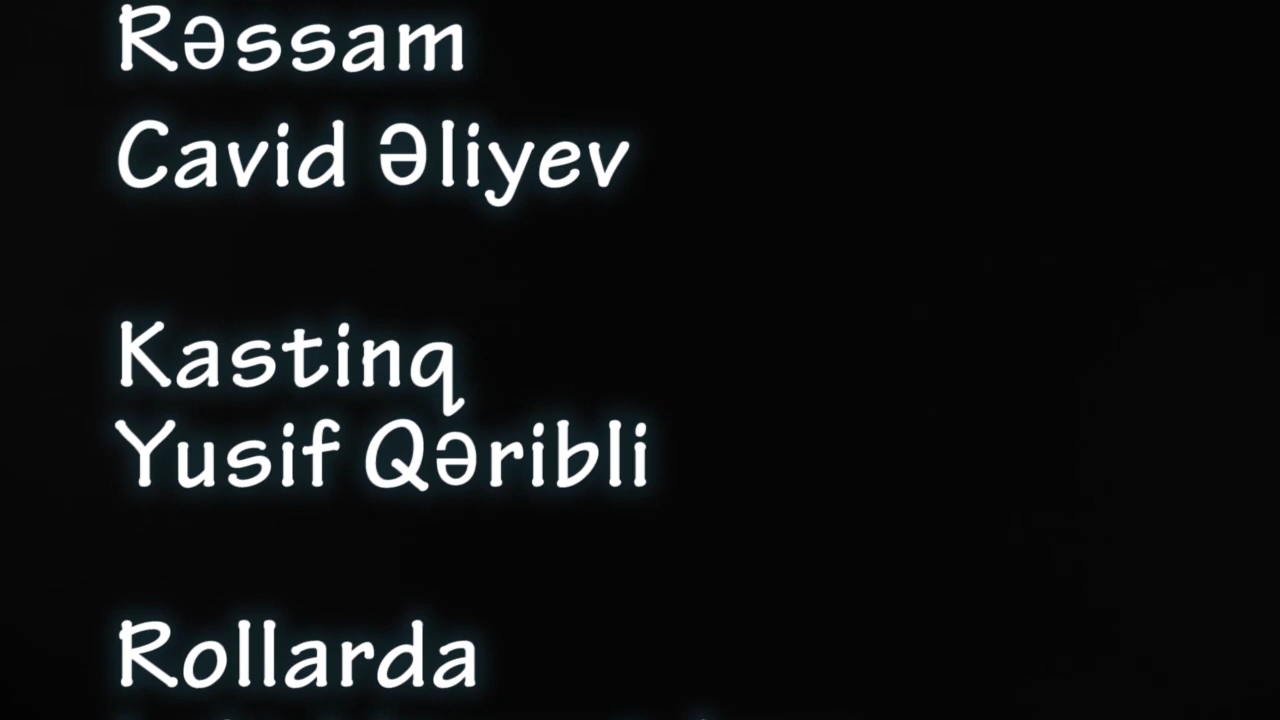 Rəssam
Cavid Əliyev
Kastinq
Yusif Qəribli
Rollarda